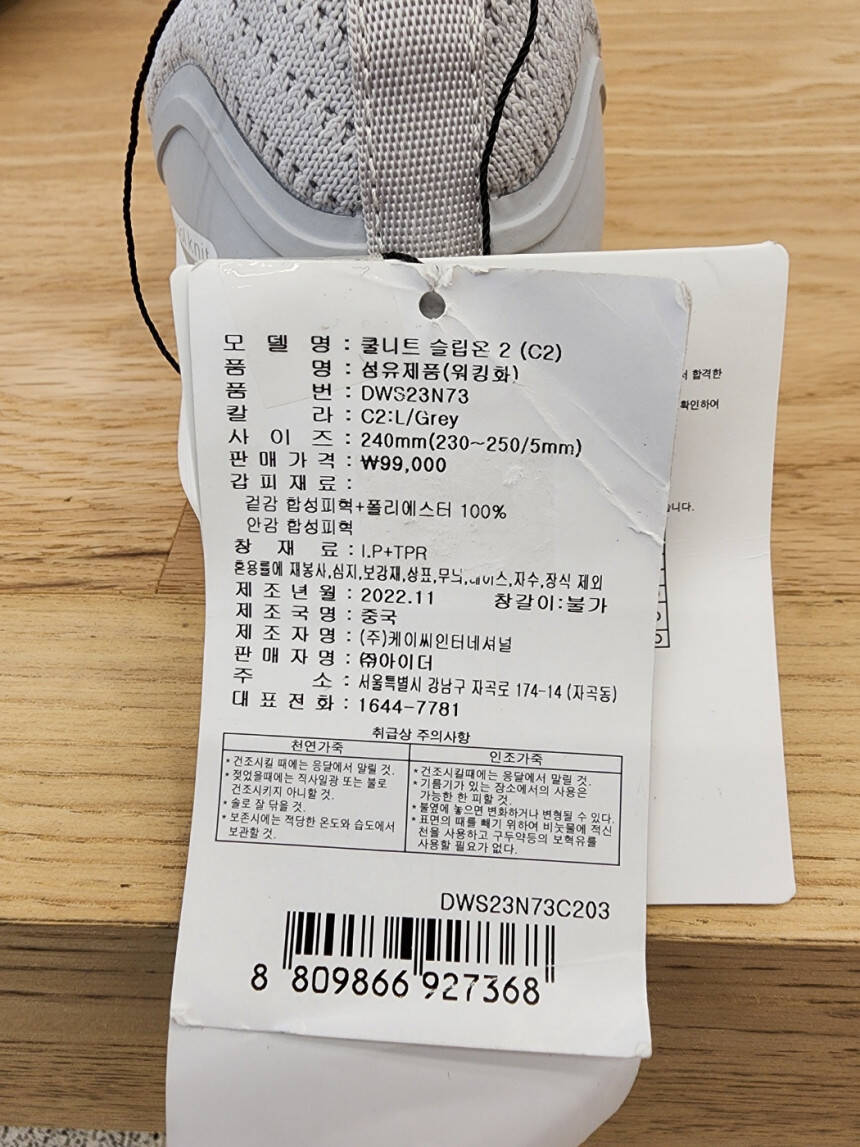 knit
모 델 명 : 쿨니트 슬립온 2 (C2)
품 명 : 섬유제품(워킹화)
품 번 : DWS23N73
칼 라 : C2:L/Grey
사 이 즈 : 240mm(230~250/5mm)
판 매 가 격 : ₩99,000
갑 피 재 료 :
겉감 합성피혁+폴리에스터 100%
안감 합성피혁
창 재 료 : I.P+TPR
혼용률에 재봉사,심지,보강재,상표,무늬,레이스,자수,장식 제외
제 조 년 월 : 2022.11 창갈이:불가
제 조 국 명 : 중국
제 조 자 명 : (주)케이씨인터네셔널
판 매 자 명 : ㈜아이더
주 소 : 서울특별시 강남구 자곡로 174-14 (자곡동)
대 표 전 화 : 1644-7781
취급상 주의사항
천연가죽
* 건조시킬 때에는 응달에서 말릴 것.
* 젖었을때에는 직사일광 또는 불로
건조시키지 아니할 것.
* 솔로 잘 닦을 것.
* 보존시에는 적당한 온도와 습도에서
보관할 것.
인조가죽
* 건조시킬때에는 응달에서 말릴 것.
* 기름기가 있는 장소에서의 사용은
가능한 한 피할 것.
* 불옆에 놓으면 변화하거나 변형될 수 있다.
* 표면의 때를 빼기 위하여 비눗물에 적신
천을 사용하고 구두약등의 보혁유를
사용할 필요가 없다.
DWS23N73C203
8 809866 927368
합격한
확인하여
니다.